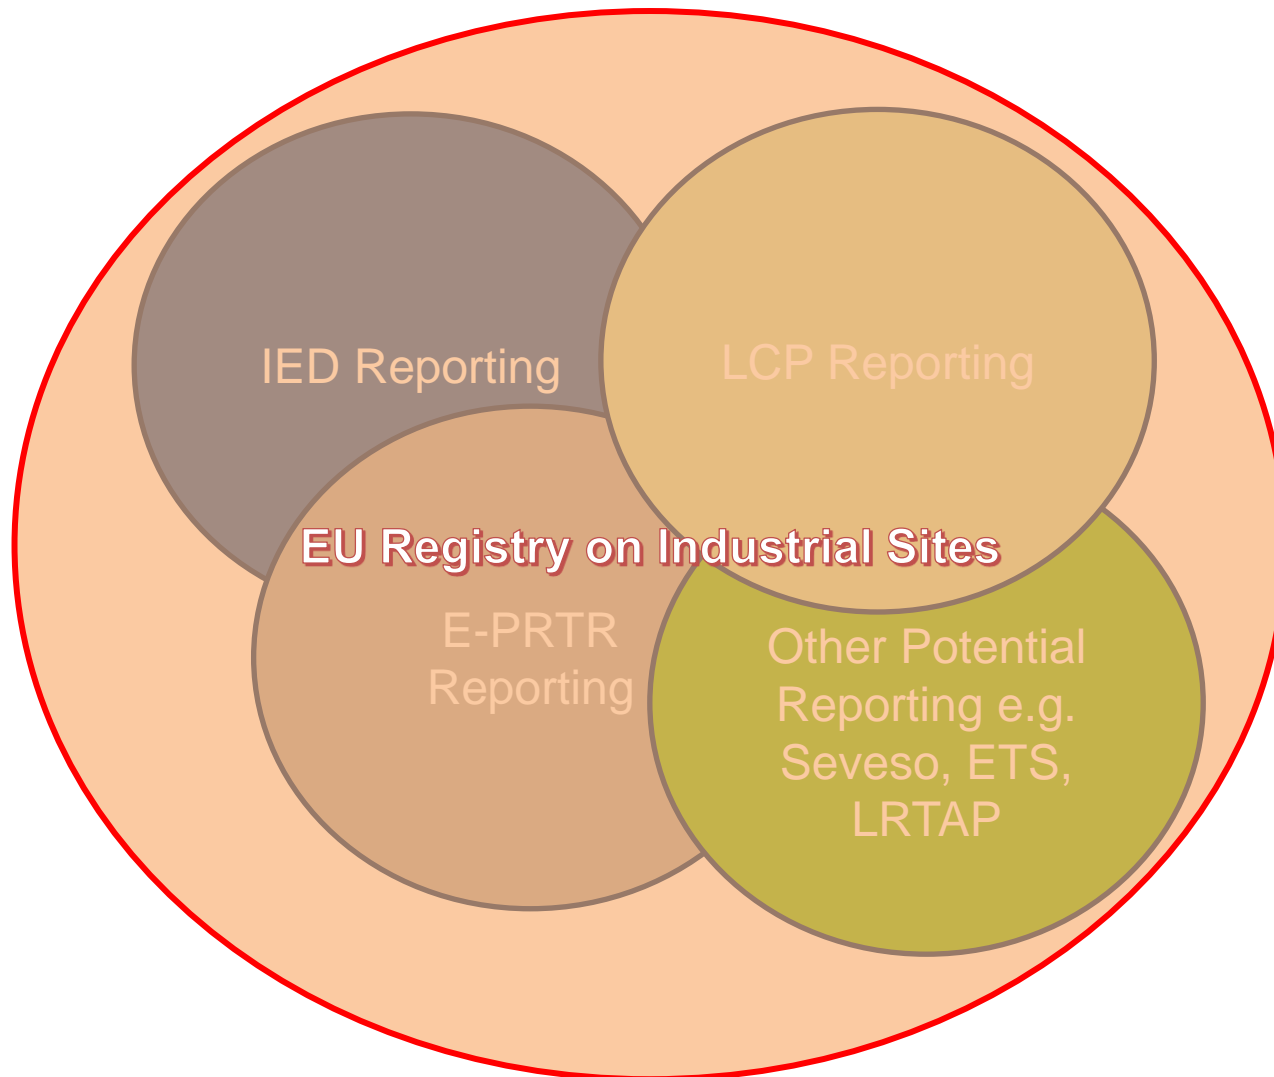 IED Reporting
LCP Reporting
EU Registry on Industrial Sites
E-PRTR
Reporting
Other Potential
Reporting e.g.
Seveso, ETS,
LRTAP